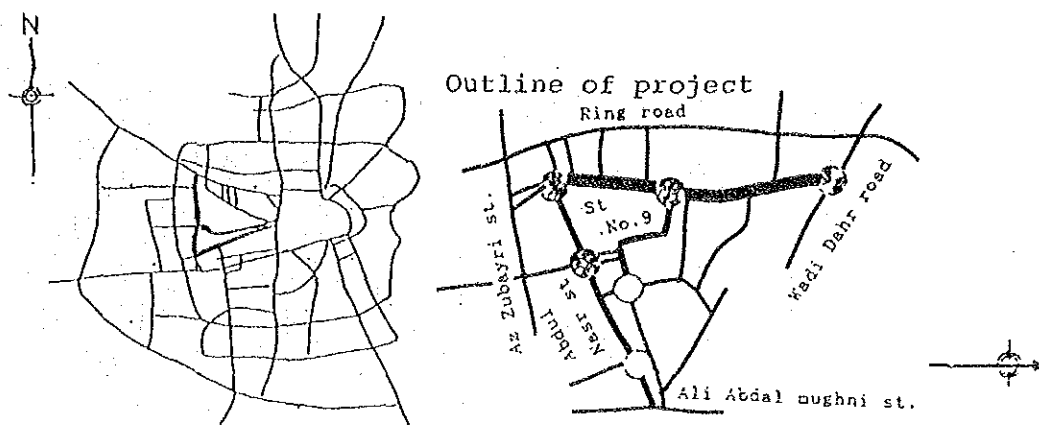 N
Outline of project
Ring road
St
No.9
Az Zubayri st.
Abdul
Nasr st
Wadi Dahr road
Ali Abdal mughni st.